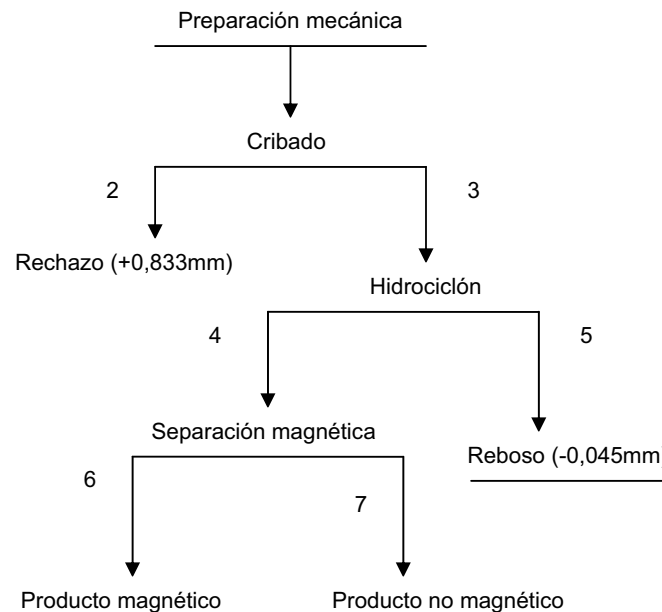 Preparación mecánica
Cribado
2
3
Rechazo (+0,833mm)
Hidrociclón
4
5
Separación magnética
Reboso (-0,045mm)
6
7
Producto magnético
Producto no magnético